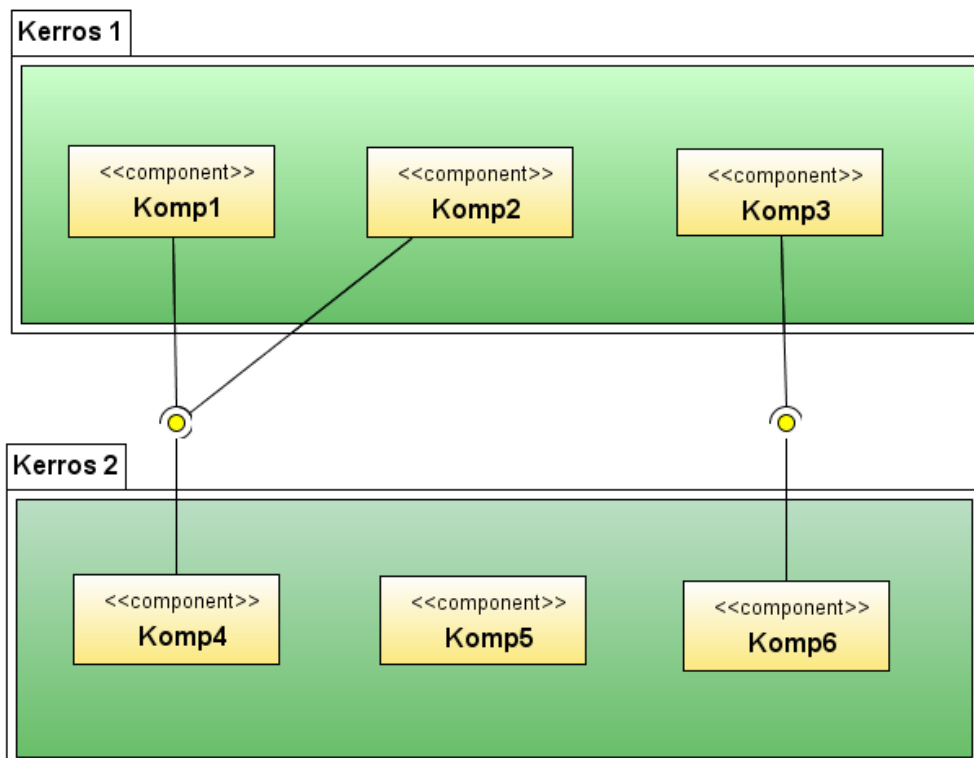 Kerros 1
<<component>>
Komp1
<<component>>
Komp2
<<component>>
Komp3
Kerros 2
<<component>>
Komp4
<<component>>
Komp5
<<component>>
Komp6